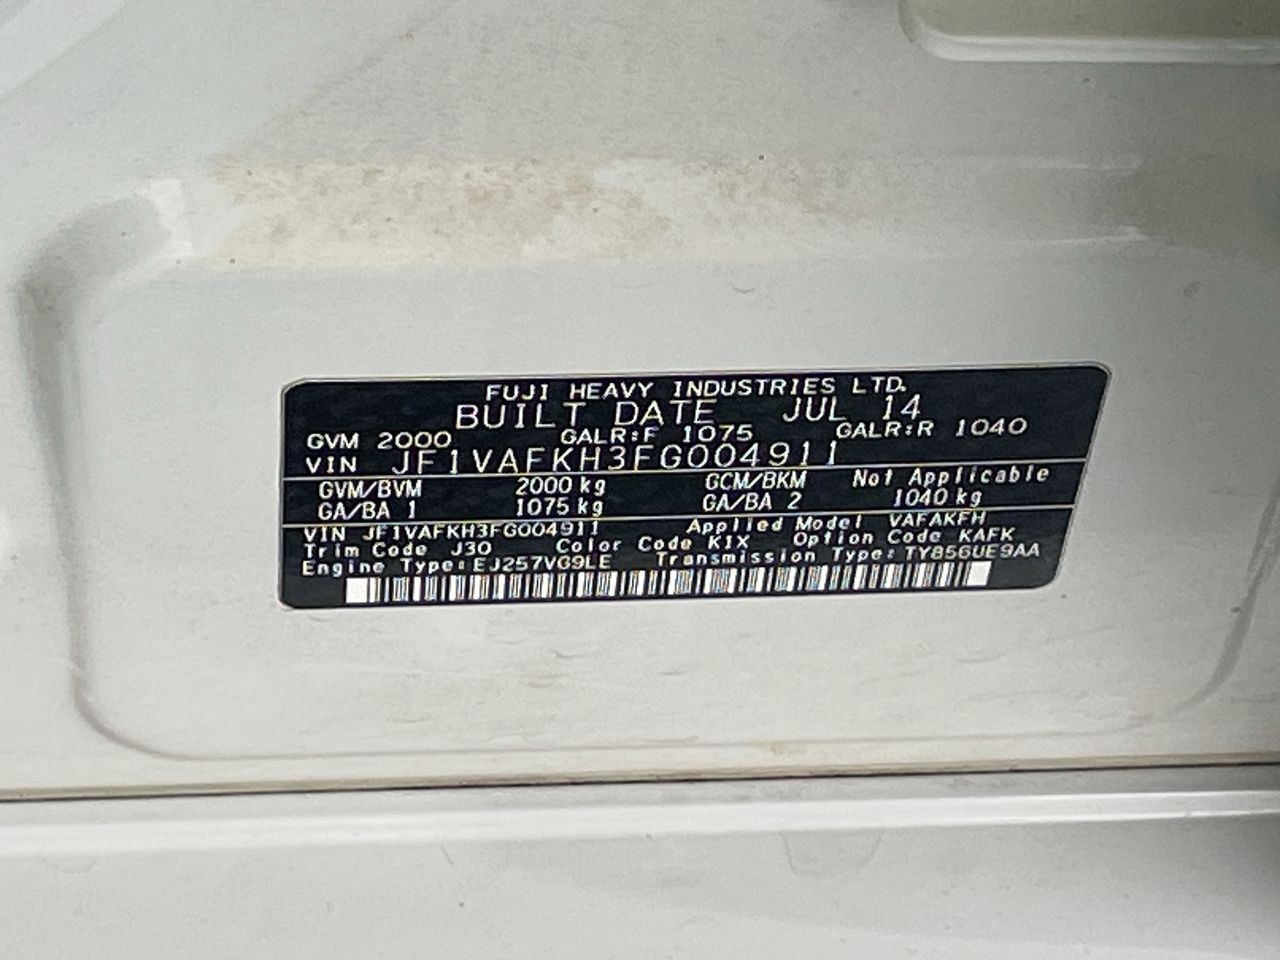 FUJI HEAVY INDUSTRIES LTD.
BUILT DATE JUL 14
GVM 2000 GALR:F 1075 GALR:R 1040
VIN JF1VAFKH3FG004911
GVM/BVM 2000 kg GCM/BKM Not Applicable
GA/BA 1 1075 kg GA/BA 2 1040 kg
VIN JF1VAFKH3FG004911 Applied Model VAFAKFH
Trim Code J30 Color Code K1X Option Code KAFK
Engine Type: EJ257VG9LE Transmission Type: TY856UE9AA